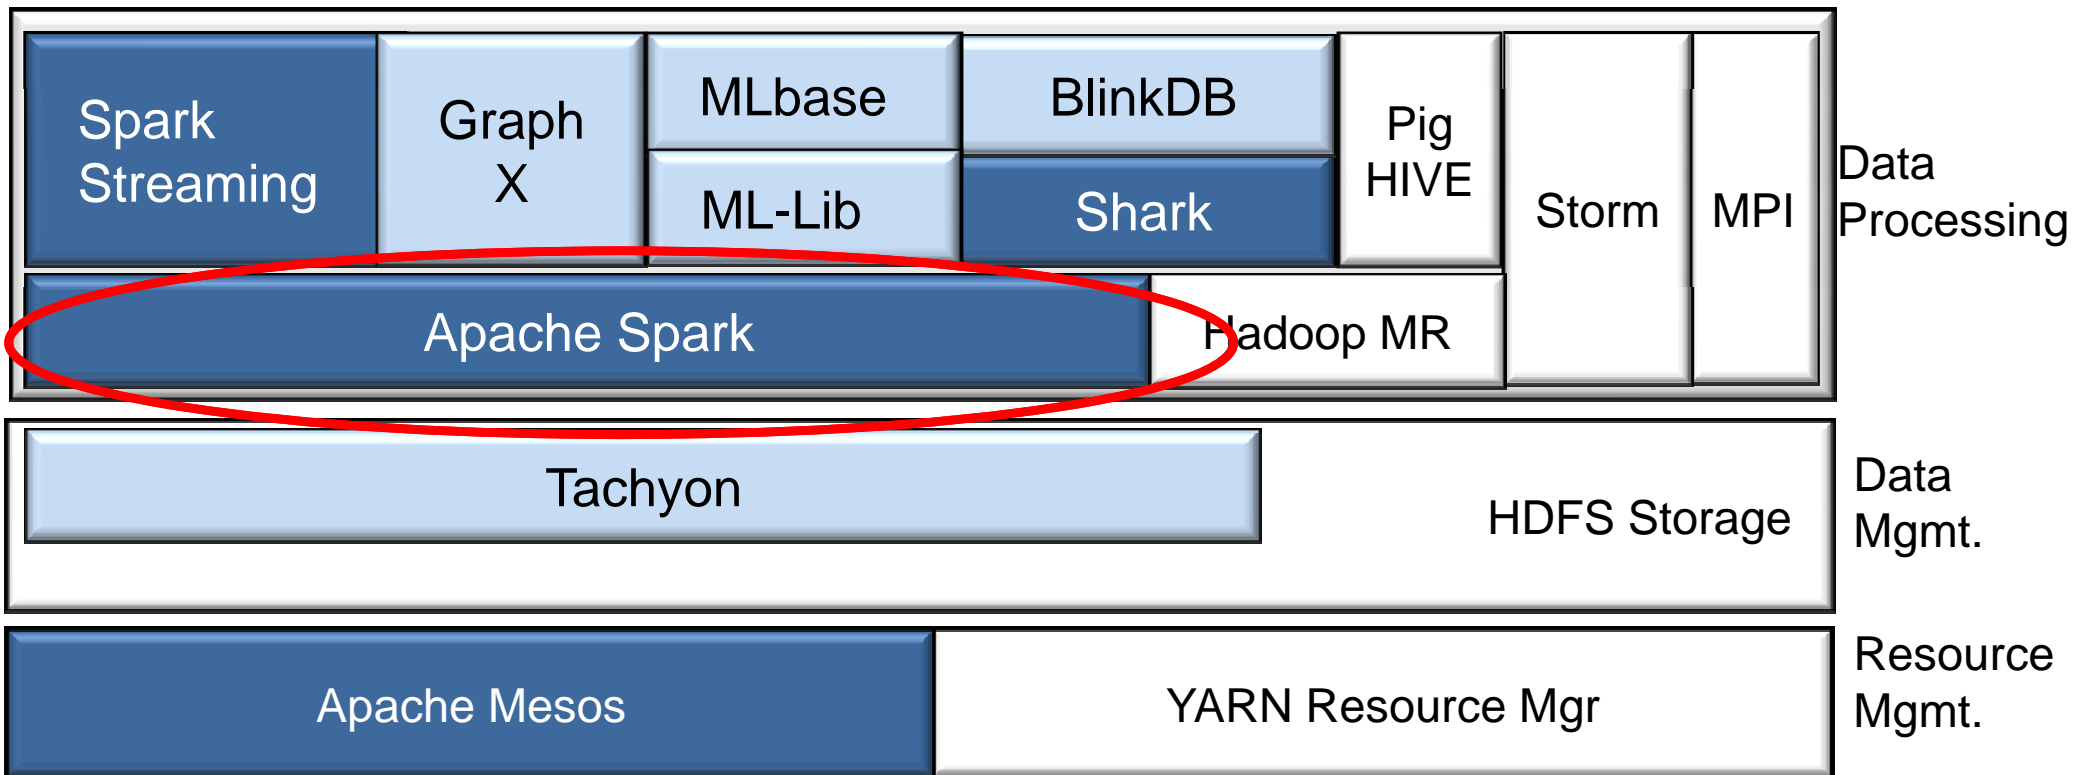 Spark
Streaming
Graph
X
MLbase
ML-Lib
BlinkDB
Shark
Pig
HIVE
Storm
MPI
Data
Processing
Apache Spark
Hadoop MR
Tachyon
HDFS Storage
Data
Mgmt.
Apache Mesos
YARN Resource Mgr
Resource
Mgmt.